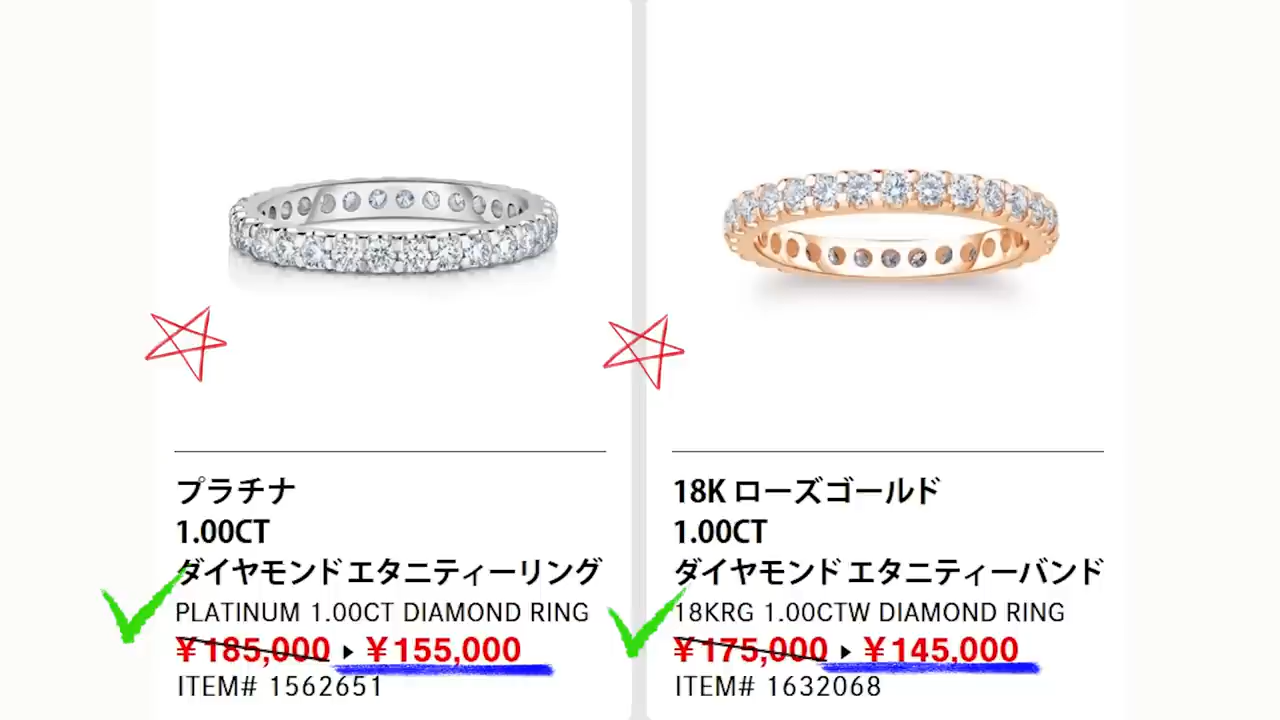 プラチナ
1.00CT
ダイヤモンド エタニティーリング
PLATINUM 1.00CT DIAMOND RING
¥185,000 ▶ ¥155,000
ITEM# 1562651
18K ローズゴールド
1.00CT
ダイヤモンド エタニティーバンド
18KRG 1.00CTW DIAMOND RING
¥175,000 ▶ ¥145,000
ITEM# 1632068